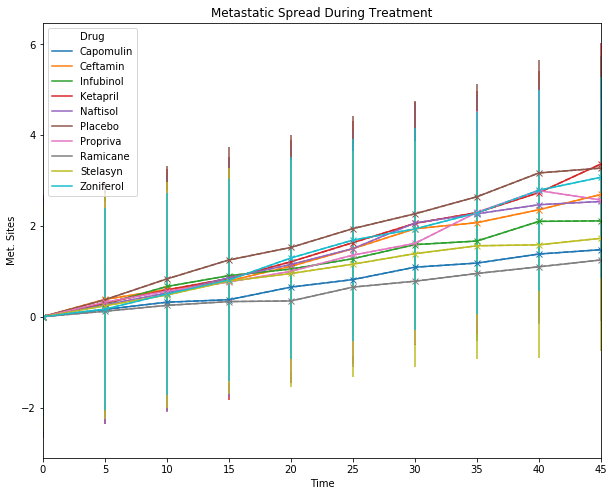 Metastatic Spread During Treatment
6
4
2
0
−2
Met. Sites
Drug
Capomulin
Ceftamin
Infubinol
Ketapril
Naftisol
Placebo
Propriva
Ramicane
Stelasyn
Zoniferol
0 5 10 15 20 25 30 35 40 45
Time